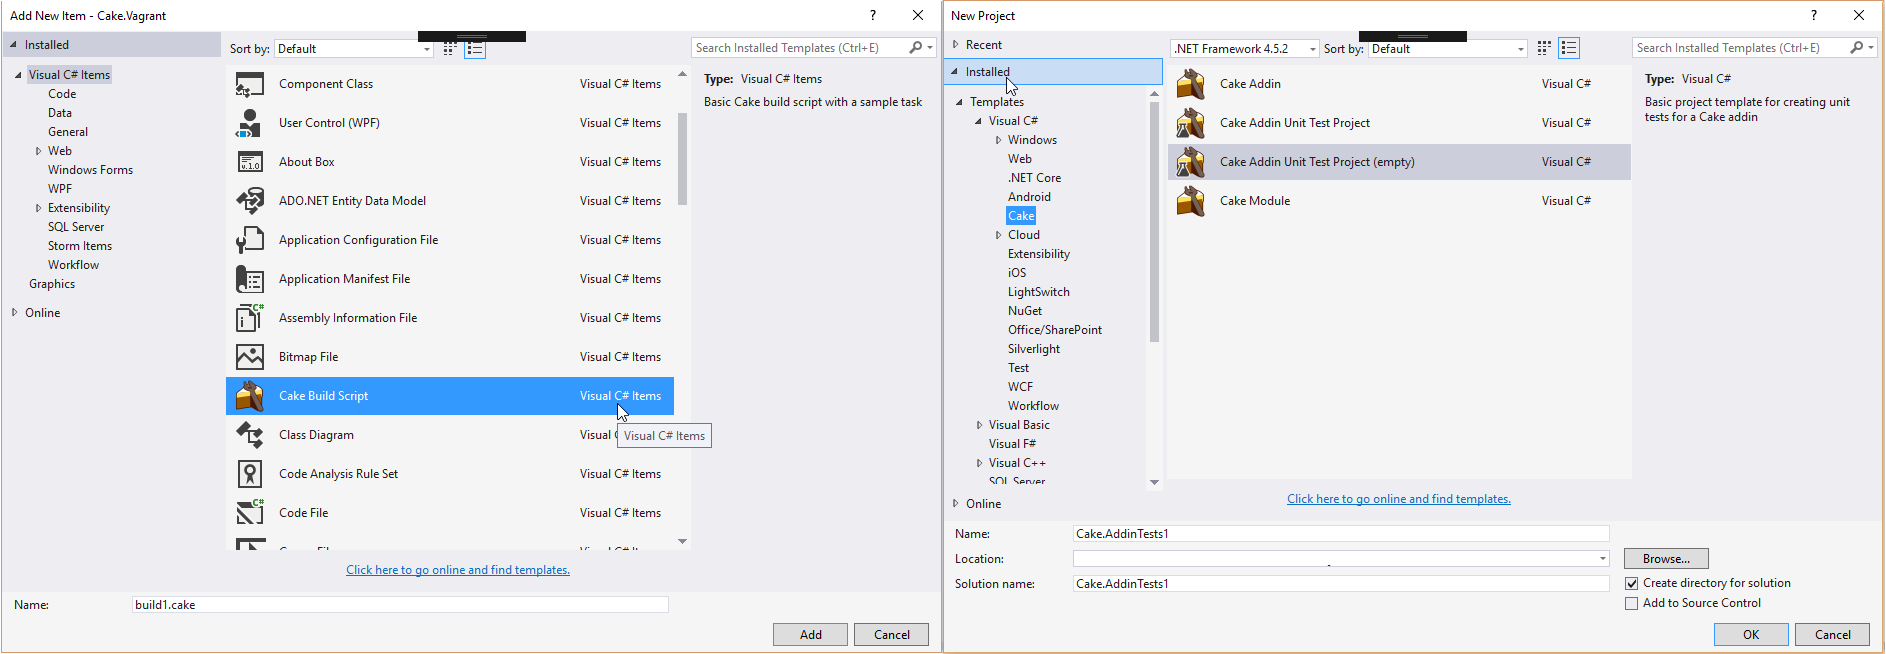 Add New Item - Cake.Vagrant
?
Installed
Sort by: Default
Search Installed Templates (Ctrl+E)
Visual C# Items
Code
Data
General
Web
Windows Forms
WPF
Extensibility
SQL Server
Storm Items
Workflow
Graphics
Online
Component Class Visual C# Items
User Control (WPF) Visual C# Items
About Box Visual C# Items
ADO.NET Entity Data Model Visual C# Items
Application Configuration File Visual C# Items
Application Manifest File Visual C# Items
Assembly Information File Visual C# Items
Bitmap File Visual C# Items
Cake Build Script Visual C# Items
Class Diagram Visual C
Visual C# Items
Code Analysis Rule Set Visual C# Items
Code File Visual C# Items
Type: Visual C# Items
Basic Cake build script with a sample task
Click here to go online and find templates.
Name: build1.cake
Add Cancel
New Project
?
Recent
.NET Framework 4.5.2 Sort by: Default
Search Installed Templates (Ctrl+E)
Installed
Templates
Visual C#
Windows
Web
.NET Core
Android
Cake
Cloud
Extensibility
iOS
LightSwitch
NuGet
Office/SharePoint
Silverlight
Test
WCF
Workflow
Visual Basic
Visual F#
Visual C++
SQL Server
Online
Cake Addin Visual C#
Cake Addin Unit Test Project Visual C#
Cake Addin Unit Test Project (empty) Visual C#
Cake Module Visual C#
Type: Visual C#
Basic project template for creating unit
tests for a Cake addin
Click here to go online and find templates.
Name: Cake.AddinTests1
Location:
Browse...
Solution name: Cake.AddinTests1
Create directory for solution
Add to Source Control
OK Cancel